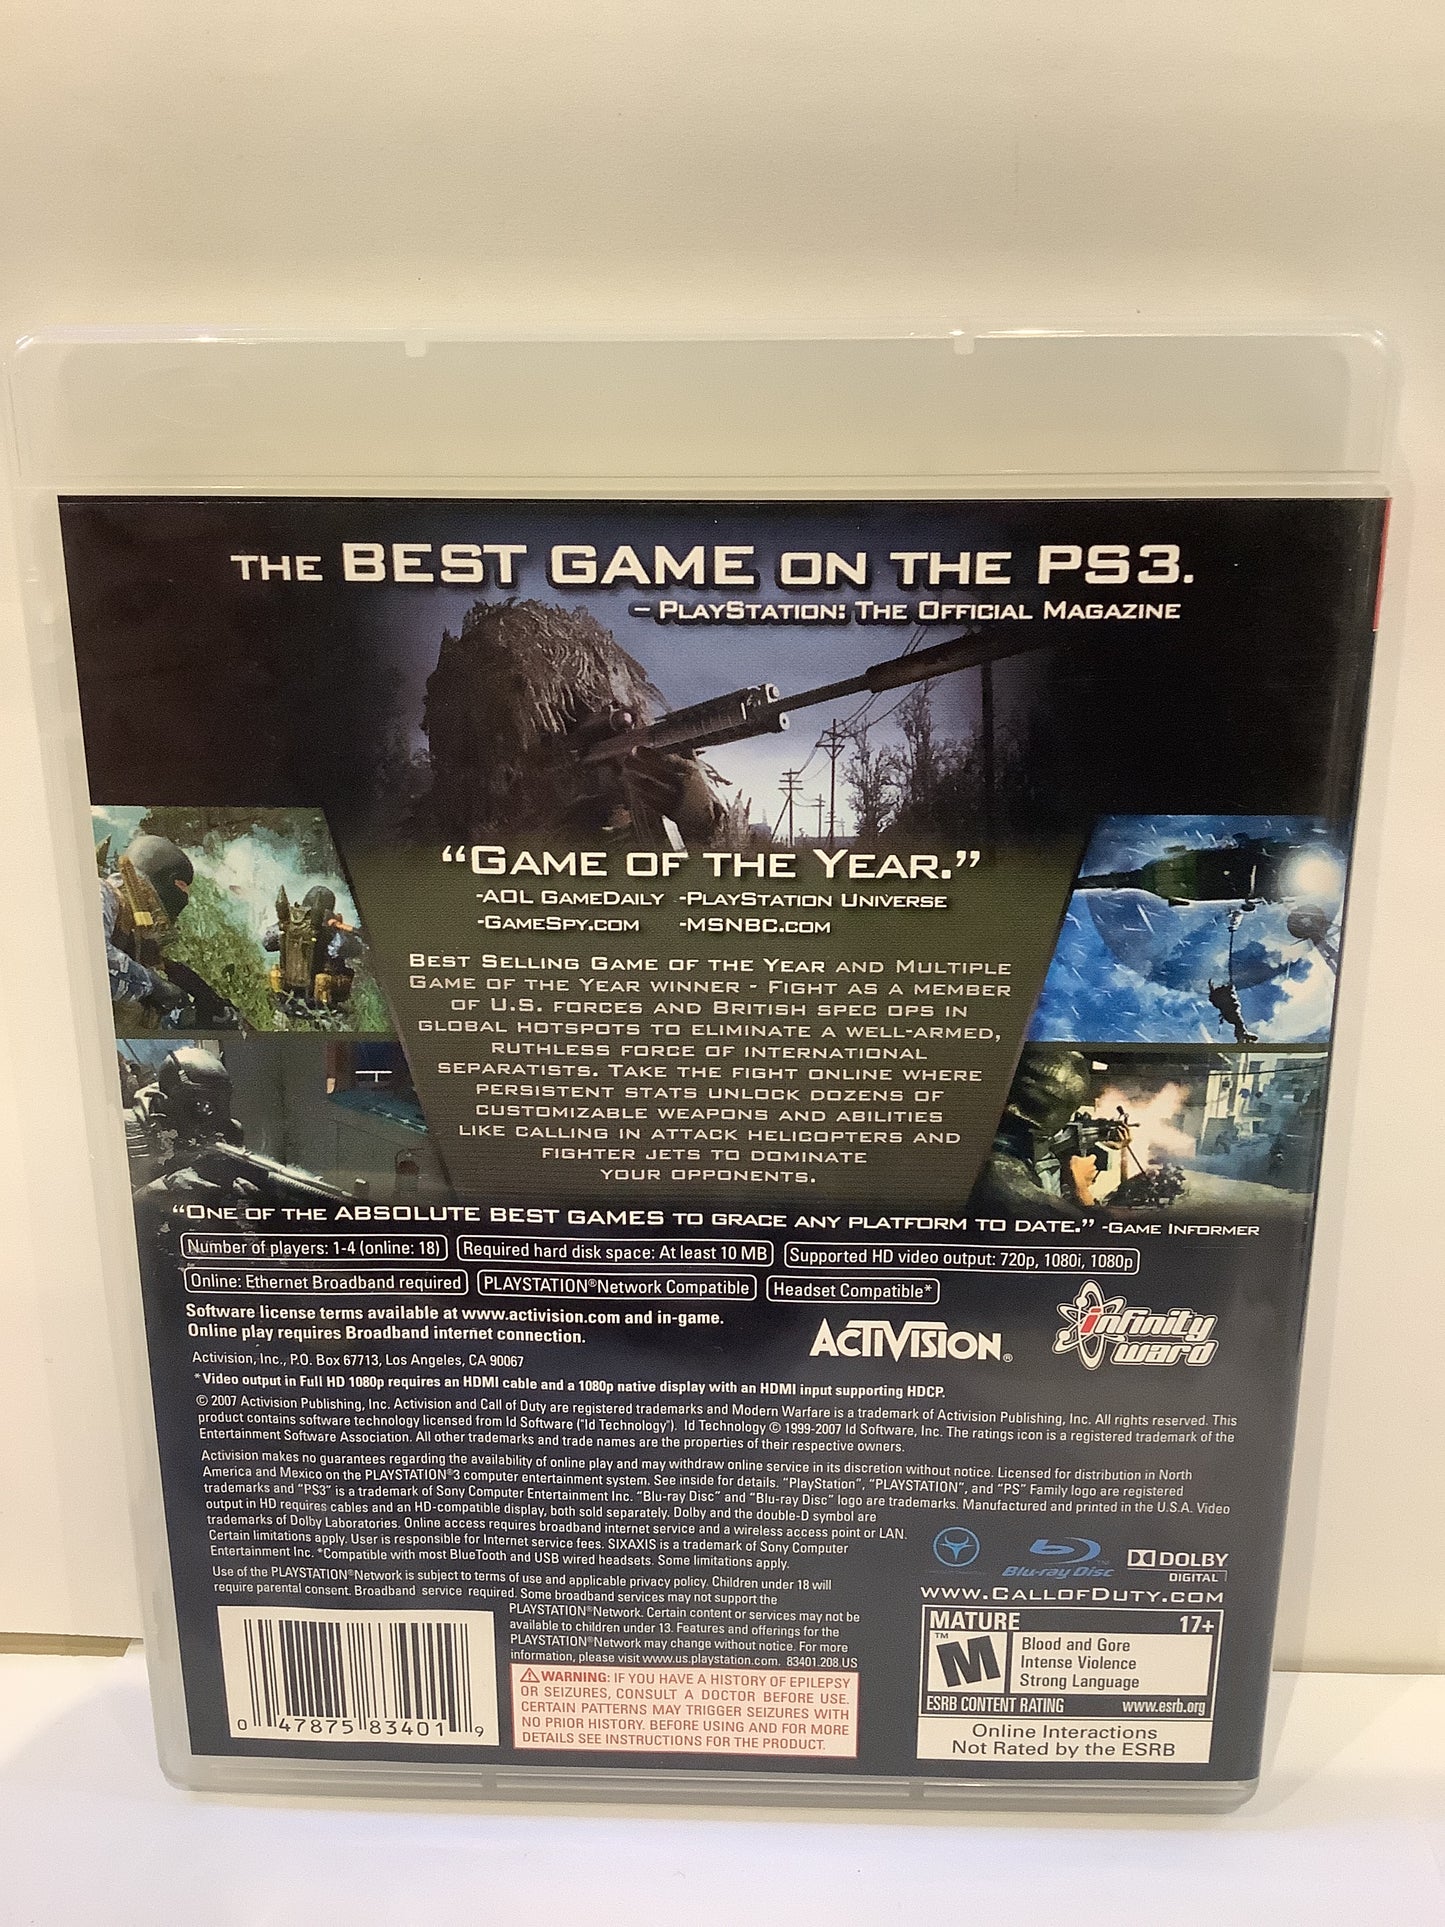 THE BEST GAME ON THE PS3.
– PLAYSTATION: THE OFFICIAL MAGAZINE
“GAME OF THE YEAR.”
-AOL GAMEDAILY -PLAYSTATION UNIVERSE
-GAMESPY.COM -MSNBC.COM
BEST SELLING GAME OF THE YEAR AND MULTIPLE
GAME OF THE YEAR WINNER - FIGHT AS A MEMBER
OF U.S. FORCES AND BRITISH SPEC OPS IN
GLOBAL HOTSPOTS TO ELIMINATE A WELL-ARMED,
RUTHLESS FORCE OF INTERNATIONAL
SEPARATISTS. TAKE THE FIGHT ONLINE WHERE
PERSISTENT STATS UNLOCK DOZENS OF
CUSTOMIZABLE WEAPONS AND ABILITIES
LIKE CALLING IN ATTACK HELICOPTERS AND
FIGHTER JETS TO DOMINATE
YOUR OPPONENTS.
“ONE OF THE ABSOLUTE BEST GAMES TO GRACE ANY PLATFORM TO DATE.” -GAME INFORMER
Number of players: 1-4 (online: 18) Required hard disk space: At least 10 MB Supported HD video output: 720p, 1080i, 1080p
Online: Ethernet Broadband required PLAYSTATION®Network Compatible Headset Compatible*
Software license terms available at www.activision.com and in-game.
Online play requires Broadband internet connection.
ACTIVISION®
infinity
ward
Activision, Inc., P.O. Box 67713, Los Angeles, CA 90067
*Video output in Full HD 1080p requires an HDMI cable and a 1080p native display with an HDMI input supporting HDCP.
© 2007 Activision Publishing, Inc. Activision and Call of Duty are registered trademarks and Modern Warfare is a trademark of Activision Publishing, Inc. All rights reserved. This
product contains software technology licensed from Id Software ("Id Technology"). Id Technology © 1999-2007 Id Software, Inc. The ratings icon is a registered trademark of the
Entertainment Software Association. All other trademarks and trade names are the properties of their respective owners.
Activision makes no guarantees regarding the availability of online play and may withdraw online service in its discretion without notice. Licensed for distribution in North
America and Mexico on the PLAYSTATION®3 computer entertainment system. See inside for details. “PlayStation”, “PLAYSTATION”, and “PS” Family logo are registered
trademarks and “PS3” is a trademark of Sony Computer Entertainment Inc. “Blu-ray Disc” and “Blu-ray Disc” logo are trademarks. Manufactured and printed in the U.S.A. Video
output in HD requires cables and an HD-compatible display, both sold separately. Dolby and the double-D symbol are
trademarks of Dolby Laboratories. Online access requires broadband internet service and a wireless access point or LAN.
Certain limitations apply. User is responsible for Internet service fees. SIXAXIS is a trademark of Sony Computer
Entertainment Inc. *Compatible with most BlueTooth and USB wired headsets. Some limitations apply.
Use of the PLAYSTATION®Network is subject to terms of use and applicable privacy policy. Children under 18 will
require parental consent. Broadband service required. Some broadband services may not support the
PLAYSTATION®Network. Certain content or services may not be
available to children under 13. Features and offerings for the
PLAYSTATION®Network may change without notice. For more
information, please visit www.us.playstation.com. 83401.208.US
Blu-ray Disc™
DOLBY
DIGITAL
WWW.CALLOFDUTY.COM
0 47875 83401 9
WARNING: IF YOU HAVE A HISTORY OF EPILEPSY
OR SEIZURES, CONSULT A DOCTOR BEFORE USE.
CERTAIN PATTERNS MAY TRIGGER SEIZURES WITH
NO PRIOR HISTORY. BEFORE USING AND FOR MORE
DETAILS SEE INSTRUCTIONS FOR THE PRODUCT.
MATURE 17+
™
M
Blood and Gore
Intense Violence
Strong Language
ESRB CONTENT RATING www.esrb.org
Online Interactions
Not Rated by the ESRB